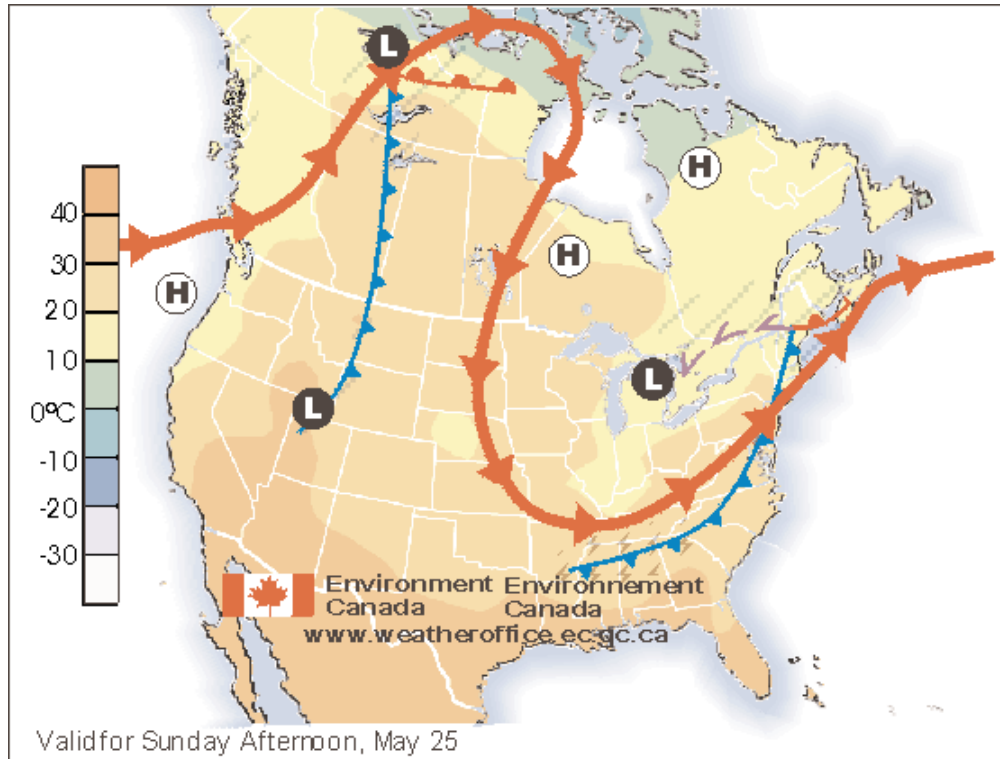 L
H
40
30
20
10
0ºC
-10
-20
-30
H
H
L
L
Environment Environnement
Canada Canada
www.weatheroffice.ec.gc.ca
Valid for Sunday Afternoon, May 25